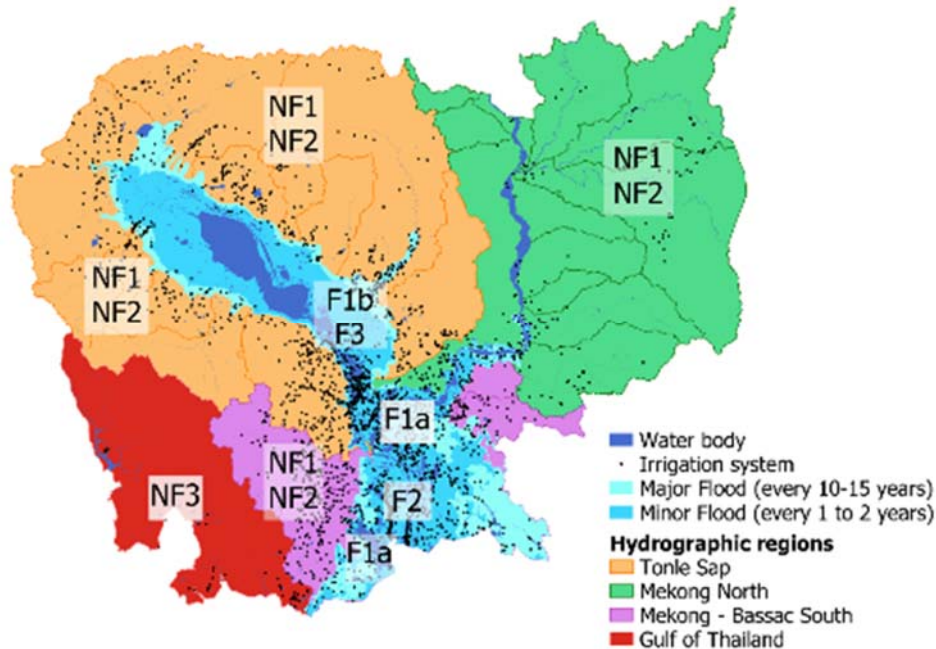 NF1
NF2
NF1
NF2
NF1
NF2
F1b
F3
F1a
NF1
NF2
NF3
F2
F1a
Water body
Irrigation system
Major Flood (every 10-15 years)
Minor Flood (every 1 to 2 years)
Hydrographic regions
Tonle Sap
Mekong North
Mekong - Bassac South
Gulf of Thailand